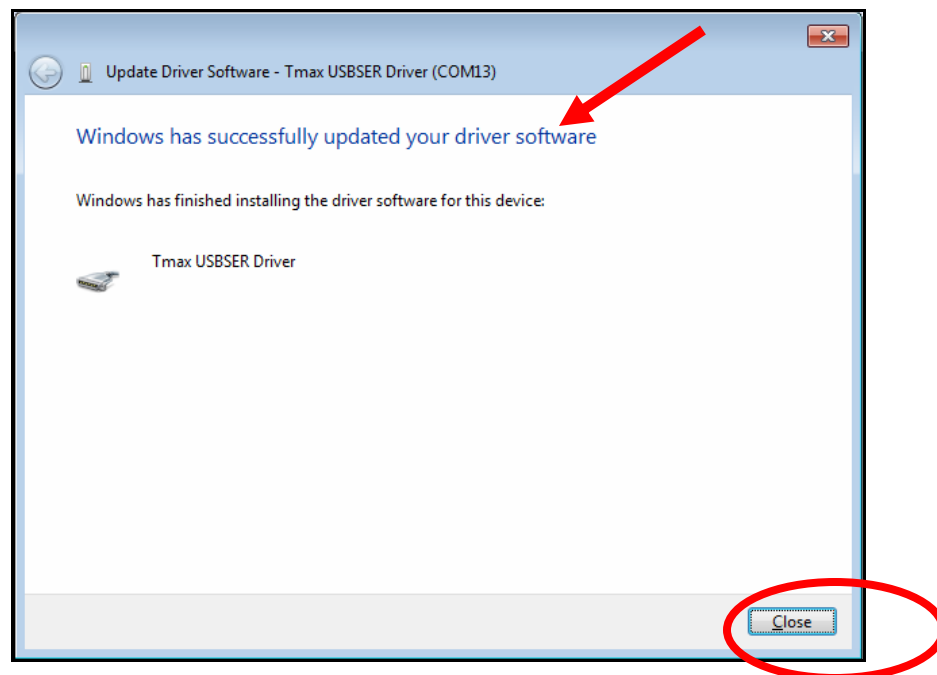 Update Driver Software - Tmax USBSER Driver (COM13)
Windows has successfully updated your driver software
Windows has finished installing the driver software for this device:
Tmax USBSER Driver
Close